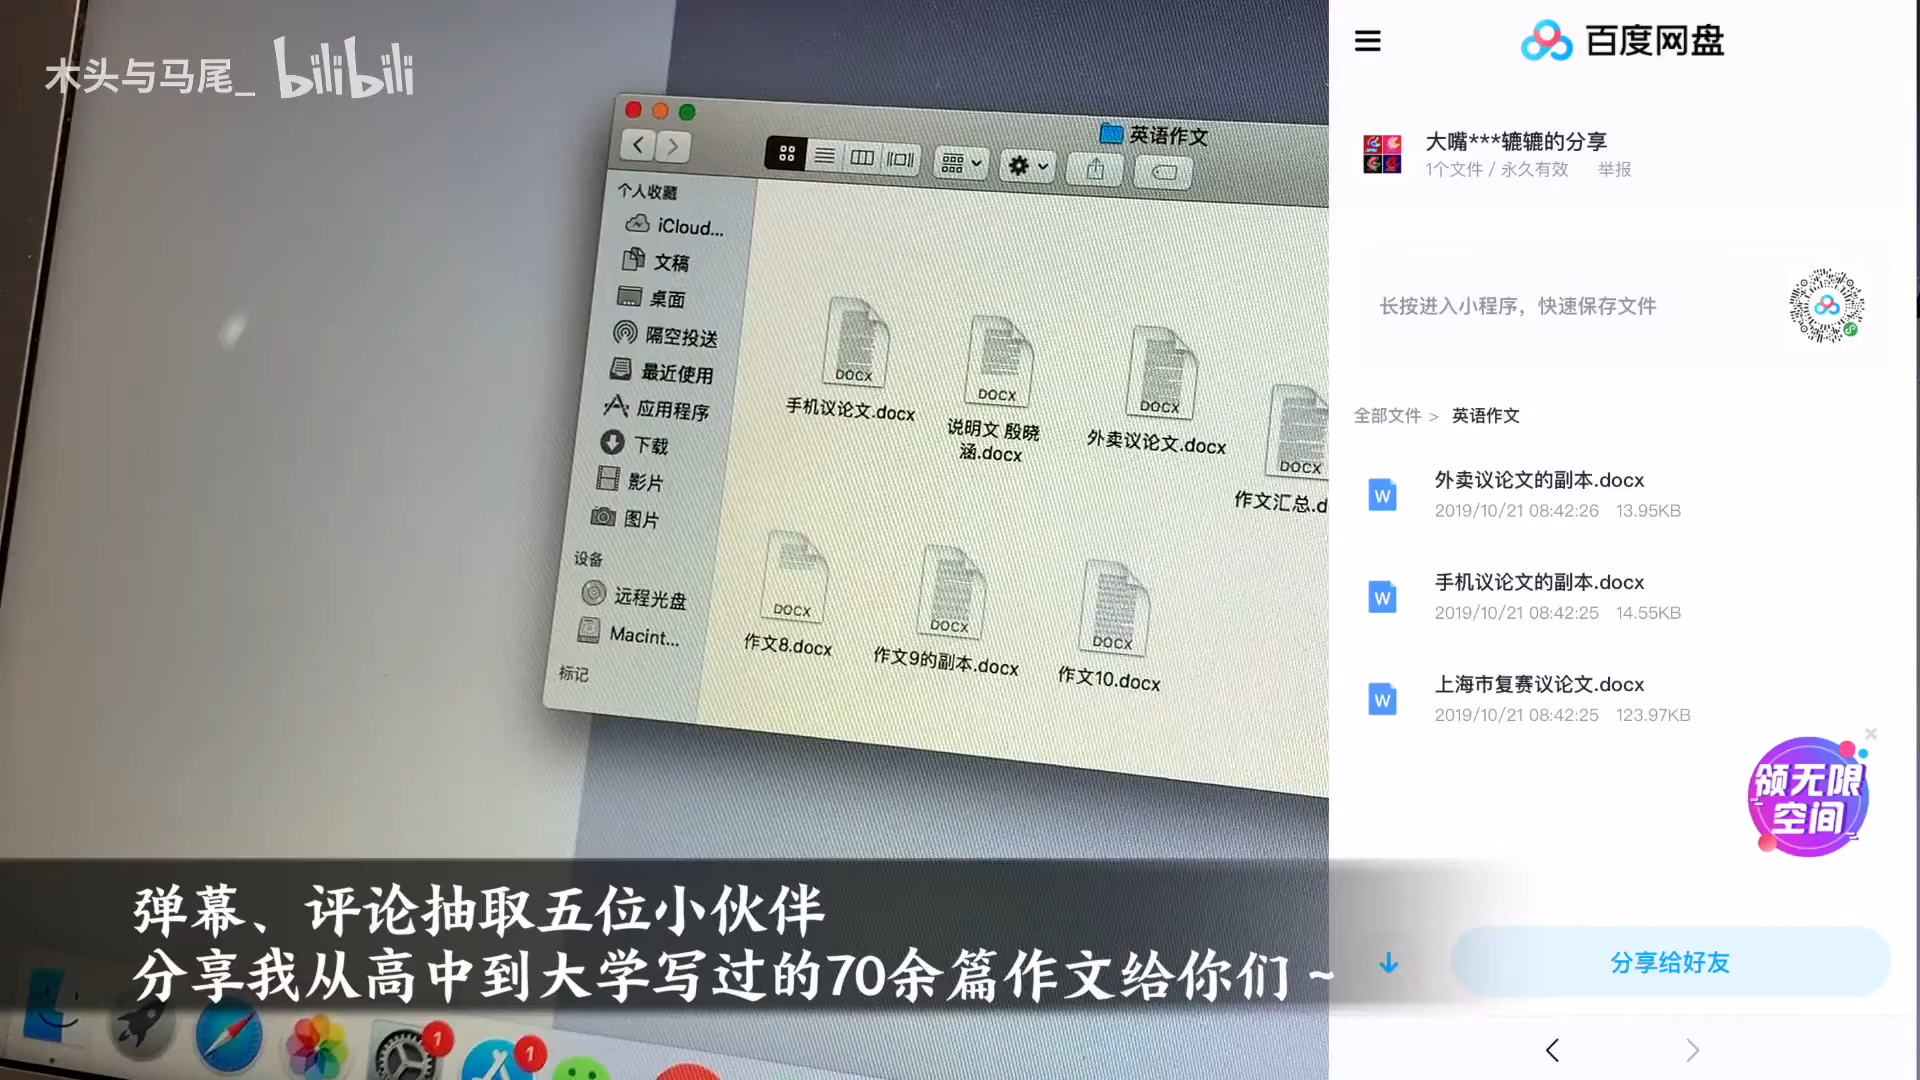 木头与马尾_ bilibili
英语作文
个人收藏
iCloud...
文稿
桌面
隔空投送
最近使用
应用程序
下载
影片
图片
设备
远程光盘
Macint...
标记
DOCX
手机议论文.docx
DOCX
说明文 殷晓
涵.docx
DOCX
外卖议论文.docx
DOCX
作文汇总.d
DOCX
作文8.docx
DOCX
作文9的副本.docx
DOCX
作文10.docx
1
1
百度网盘
大嘴***辘辘的分享
1个文件 / 永久有效 举报
长按进入小程序，快速保存文件
全部文件 > 英语作文
W
外卖议论文的副本.docx
2019/10/21 08:42:26 13.95KB
W
手机议论文的副本.docx
2019/10/21 08:42:25 14.55KB
W
上海市复赛议论文.docx
2019/10/21 08:42:25 123.97KB
领无限
空间
分享给好友
弹幕、评论抽取五位小伙伴
分享我从高中到大学写过的70余篇作文给你们～